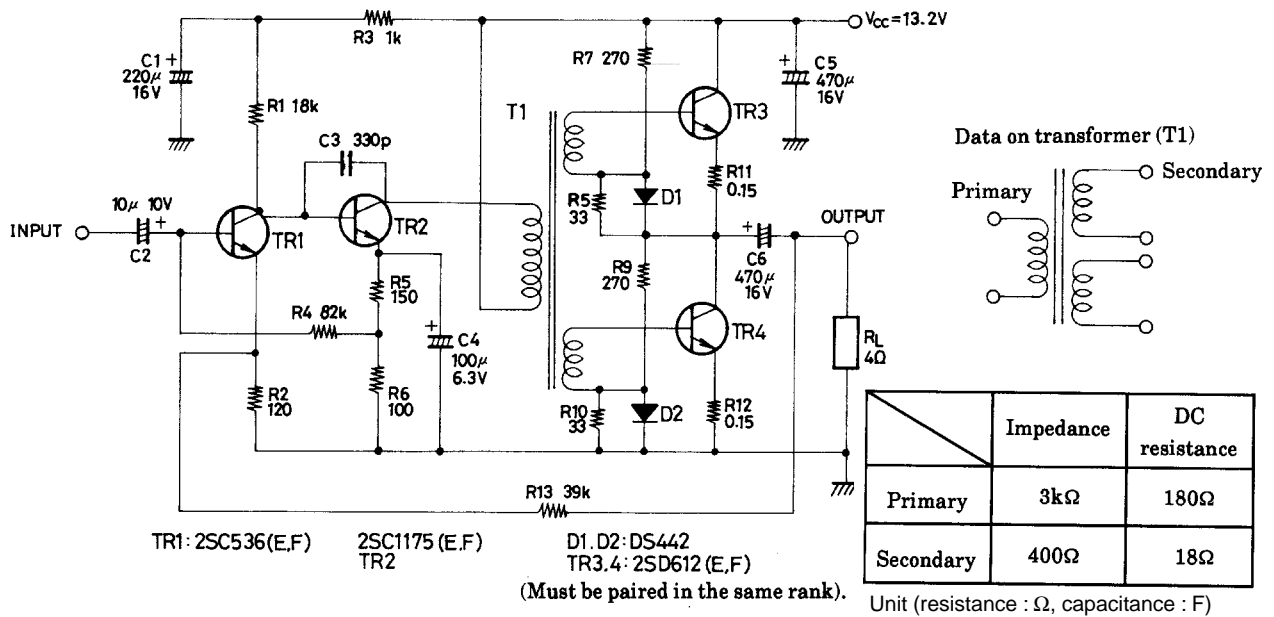 Vcc=13.2V
R3 1k
R7 270
C1 +
220μ
16V
+ C5
470μ
16V
R1 18k
T1
TR3
C3 330p
Data on transformer (T1)
R11
0.15
Secondary
Primary
R5
33
D1
10μ 10V
OUTPUT
INPUT
+
C2
TR1
TR2
+
C6
470μ
16V
R9
270
R5
150
R4 82k
+
C4
100μ
6.3V
TR4
RL
4Ω
R2
120
R6
100
R10
33
D2
R12
0.15
Impedance
DC
resistance
Primary
3kΩ
180Ω
Secondary
400Ω
18Ω
R13 39k
TR1: 2SC536(E,F)
2SC1175(E,F)
TR2
D1.D2: DS442
TR3,4: 2SD612(E,F)
(Must be paired in the same rank).
Unit (resistance : Ω, capacitance : F)